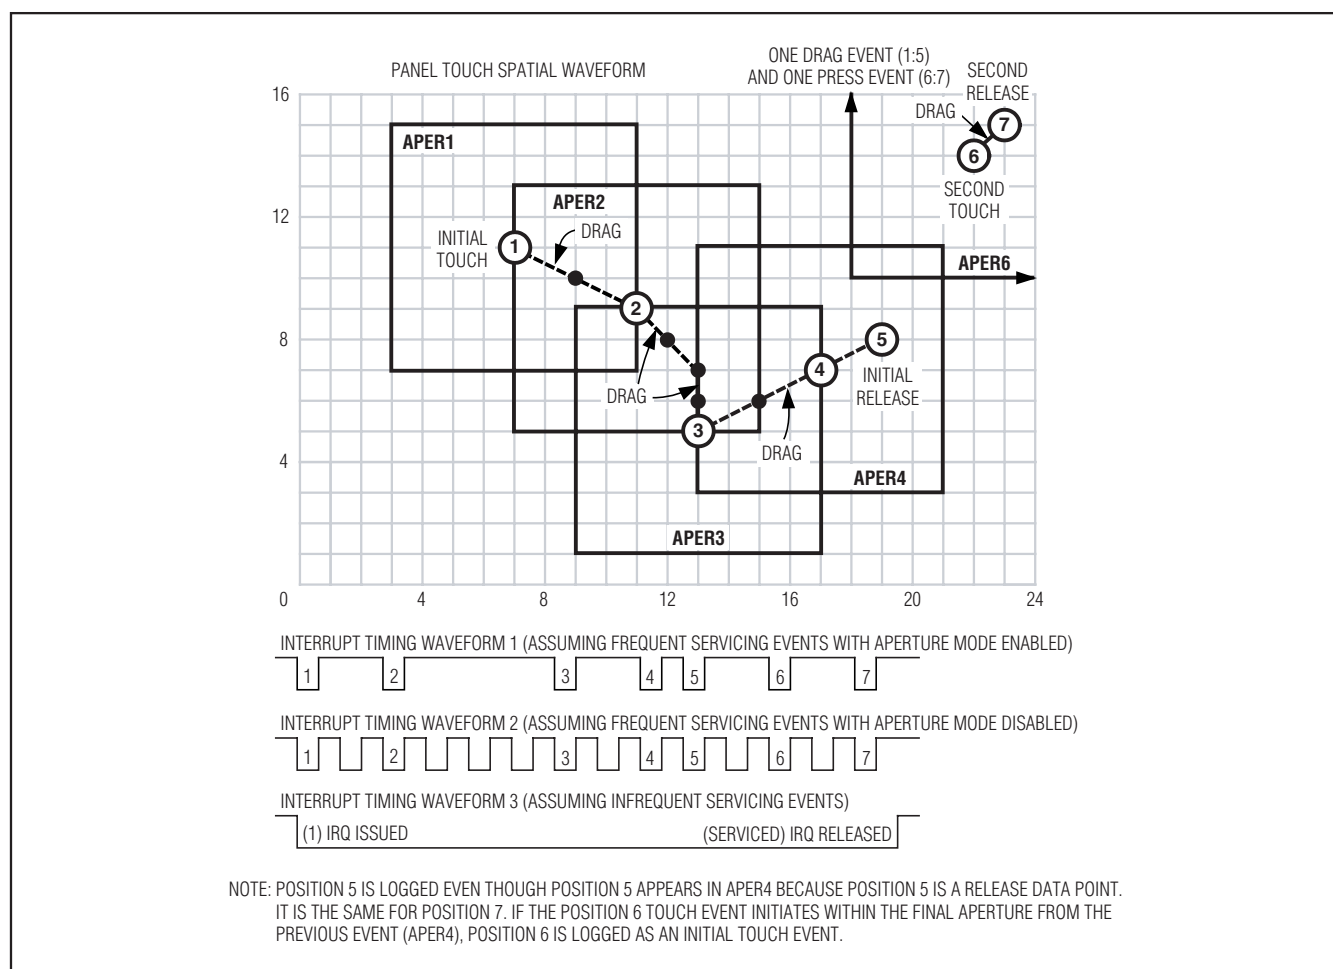 PANEL TOUCH SPATIAL WAVEFORM
ONE DRAG EVENT (1:5)
AND ONE PRESS EVENT (6:7)
SECOND
RELEASE
DRAG
7
6
SECOND
TOUCH
16
APER1
12
APER2
INITIAL
TOUCH
1
DRAG
APER6
2
8
5
4
INITIAL
RELEASE
DRAG
3
DRAG
4
APER4
APER3
0
4
8
12
16
20
24
INTERRUPT TIMING WAVEFORM 1 (ASSUMING FREQUENT SERVICING EVENTS WITH APERTURE MODE ENABLED)
1 2 3 4 5 6 7
INTERRUPT TIMING WAVEFORM 2 (ASSUMING FREQUENT SERVICING EVENTS WITH APERTURE MODE DISABLED)
1 2 3 4 5 6 7
INTERRUPT TIMING WAVEFORM 3 (ASSUMING INFREQUENT SERVICING EVENTS)
(1) IRQ ISSUED (SERVICED) IRQ RELEASED
NOTE: POSITION 5 IS LOGGED EVEN THOUGH POSITION 5 APPEARS IN APER4 BECAUSE POSITION 5 IS A RELEASE DATA POINT.
IT IS THE SAME FOR POSITION 7. IF THE POSITION 6 TOUCH EVENT INITIATES WITHIN THE FINAL APERTURE FROM THE
PREVIOUS EVENT (APER4), POSITION 6 IS LOGGED AS AN INITIAL TOUCH EVENT.